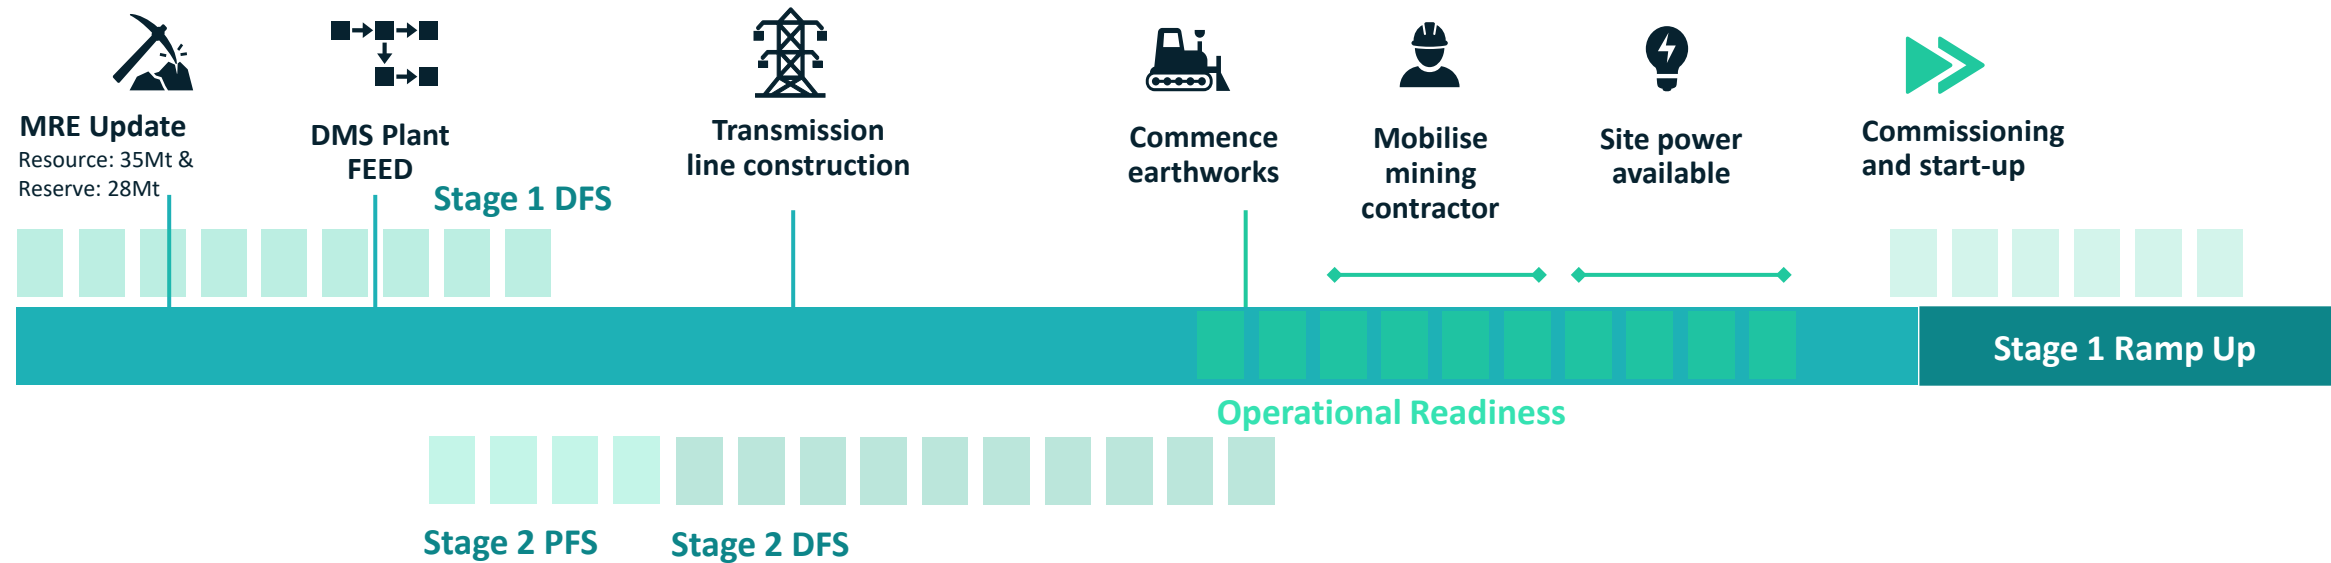 MRE Update
Resource: 35Mt &
Reserve: 28Mt
DMS Plant
FEED
Stage 1 DFS
Transmission
line construction
Commence
earthworks
Mobilise
mining
contractor
Site power
available
Commissioning
and start-up
Stage 1 Ramp Up
Operational Readiness
Stage 2 PFS
Stage 2 DFS